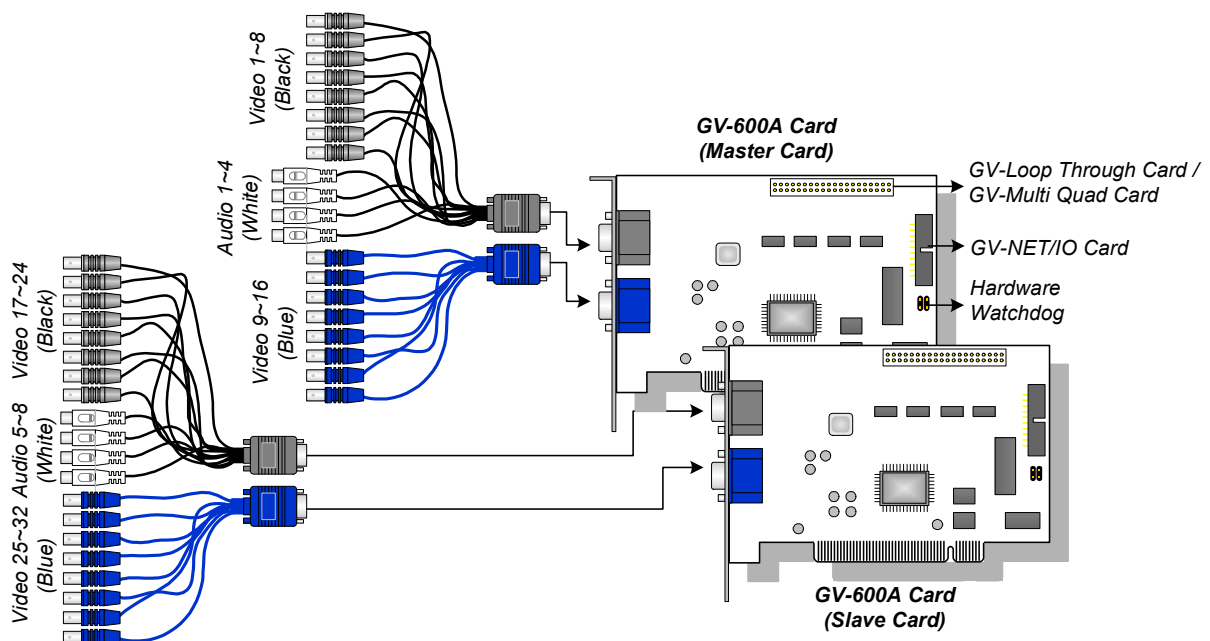 Video 1~8
(Black)
Audio 1~4
(White)
Video 9~16
(Blue)
Video 17~24
(Black)
Audio 5~8
(White)
Video 25~32
(Blue)
GV-600A Card
(Master Card)
GV-Loop Through Card /
GV-Multi Quad Card
GV-NET/IO Card
Hardware
Watchdog
GV-600A Card
(Slave Card)